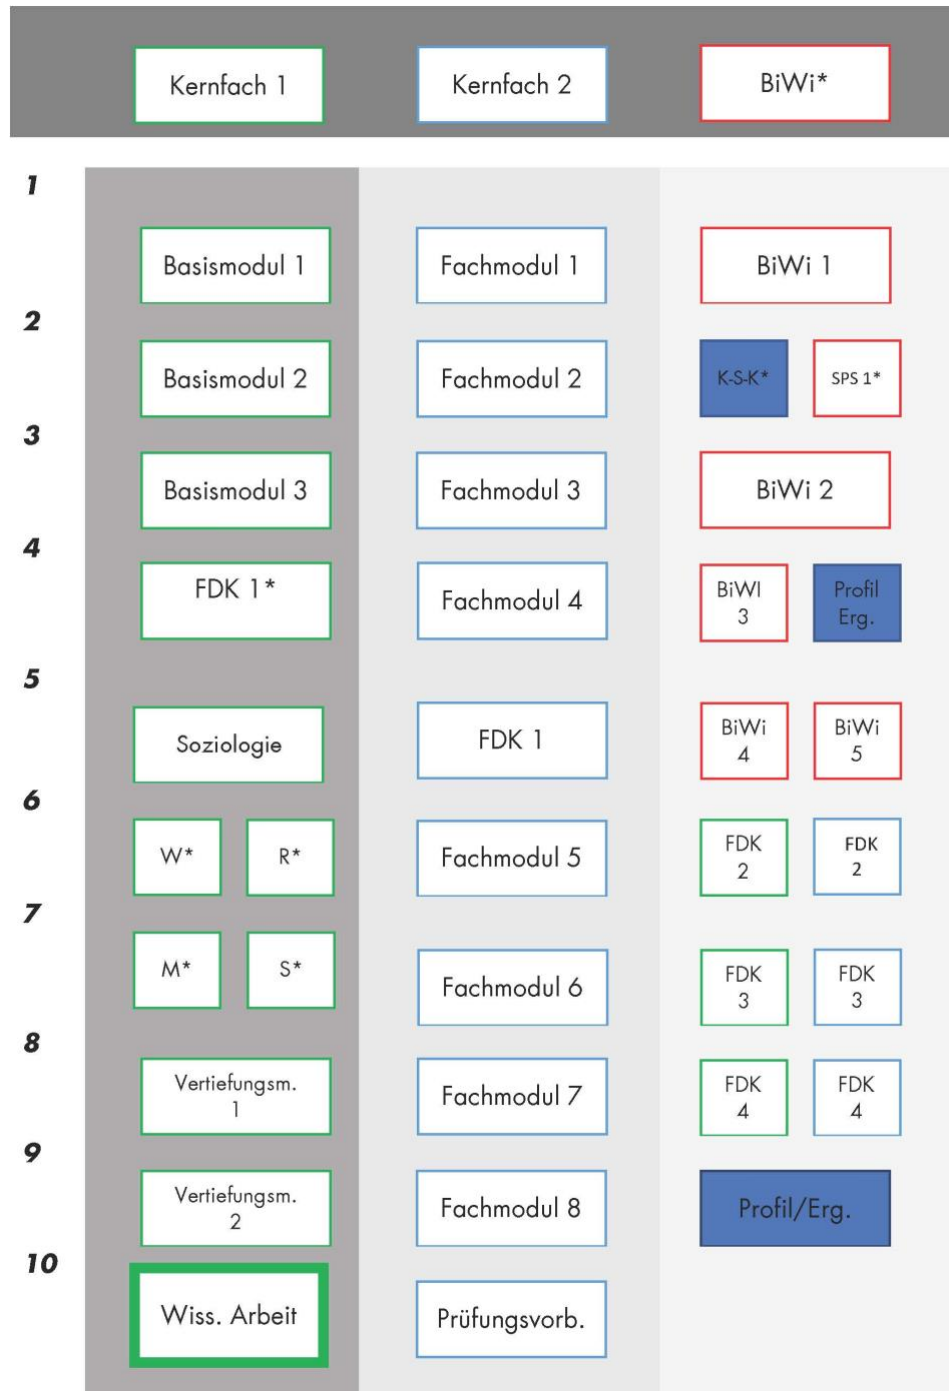 Kernfach 1
Kernfach 2
BiWi*
1
Basismodul 1
Fachmodul 1
BiWi 1
2
Basismodul 2
Fachmodul 2
K-S-K*
SPS 1*
3
Basismodul 3
Fachmodul 3
BiWi 2
4
FDK 1*
Fachmodul 4
BiWI
3
Profil
Erg.
5
Soziologie
FDK 1
BiWi
4
BiWi
5
6
W*
R*
Fachmodul 5
FDK
2
FDK
2
7
M*
S*
Fachmodul 6
FDK
3
FDK
3
8
Vertiefungsm.
1
Fachmodul 7
FDK
4
FDK
4
9
Vertiefungsm.
2
Fachmodul 8
Profil/Erg.
10
Wiss. Arbeit
Prüfungsvorb.